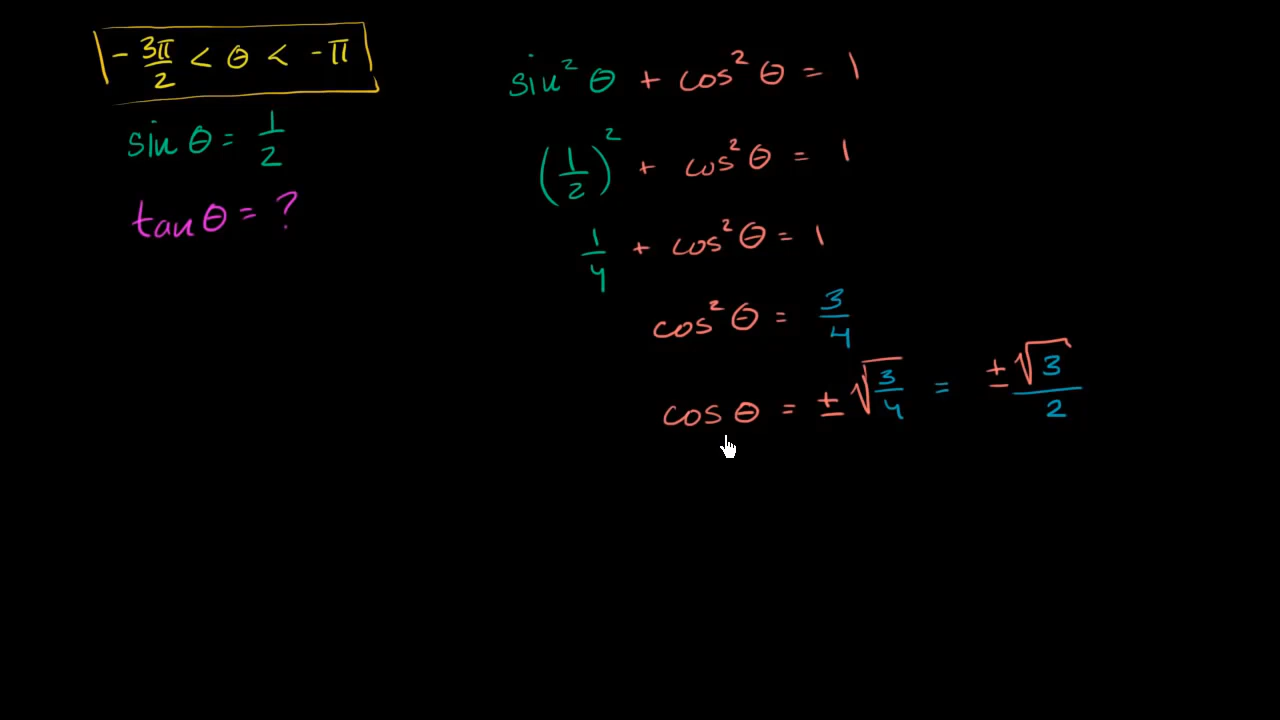 -3π/2 < θ < -π
sin θ = 1/2
tan θ = ?
sin² θ + cos² θ = 1
(1/2)² + cos² θ = 1
1/4 + cos² θ = 1
cos² θ = 3/4
cos θ = ± √(3/4) = ±√3/2